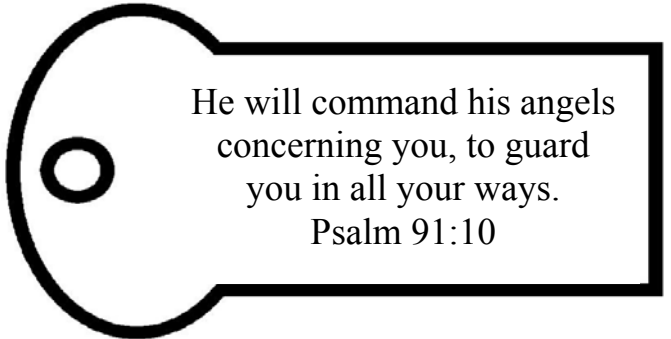 He will command his angels
concerning you, to guard
you in all your ways.
Psalm 91:10